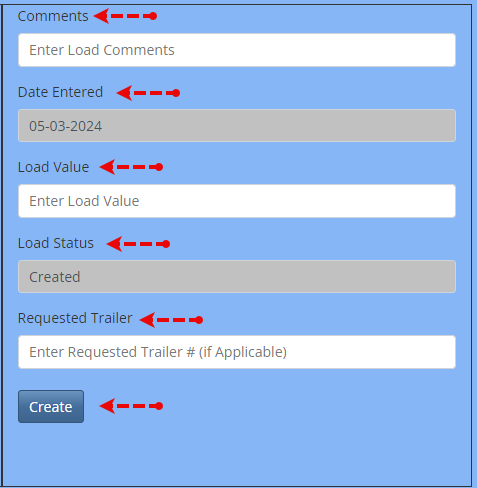 Comments
Enter Load Comments
Date Entered
05-03-2024
Load Value
Enter Load Value
Load Status
Created
Requested Trailer
Enter Requested Trailer # (if Applicable)
Create